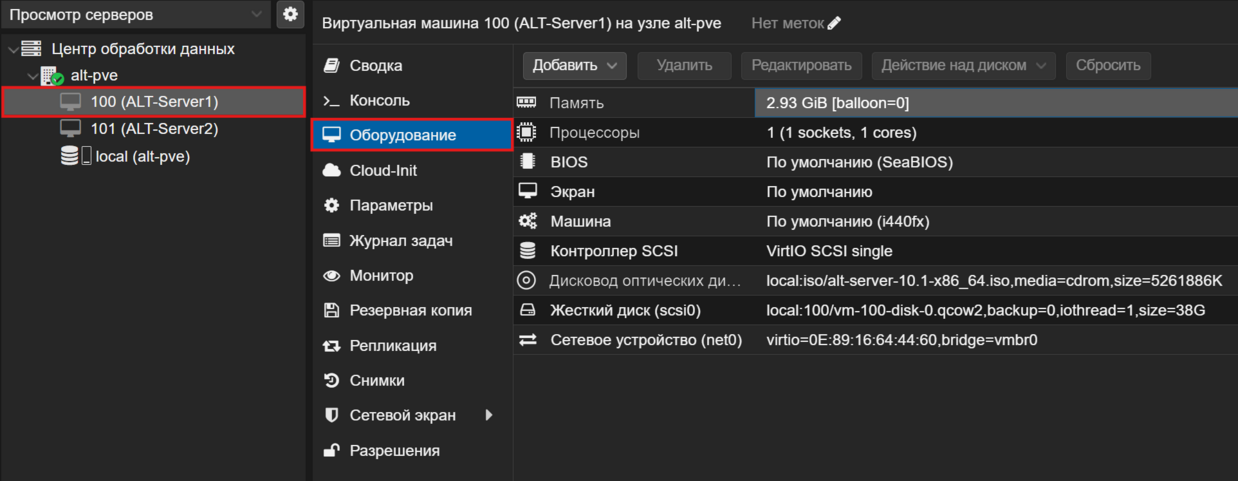 Просмотр серверов
Центр обработки данных
alt-pve
100 (ALT-Server1)
101 (ALT-Server2)
local (alt-pve)
Виртуальная машина 100 (ALT-Server1) на узле alt-pve Нет меток
Сводка
Консоль
Оборудование
Cloud-Init
Параметры
Журнал задач
Монитор
Резервная копия
Репликация
Снимки
Сетевой экран
Разрешения
Добавить Удалить Редактировать Действие над диском Сбросить
Память 2.93 GiB [balloon=0]
Процессоры 1 (1 sockets, 1 cores)
BIOS По умолчанию (SeaBIOS)
Экран По умолчанию
Машина По умолчанию (i440fx)
Контроллер SCSI VirtIO SCSI single
Дисковод оптических ди... local:iso/alt-server-10.1-x86_64.iso,media=cdrom,size=5261886K
Жесткий диск (scsi0) local:100/vm-100-disk-0.qcow2,backup=0,iothread=1,size=38G
Сетевое устройство (net0) virtio=0E:89:16:64:44:60,bridge=vmbr0